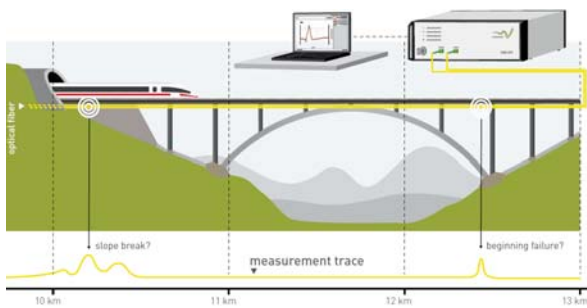 optical fiber
slope break?
beginning failure?
measurement trace
10 km
11 km
12 km
13 km